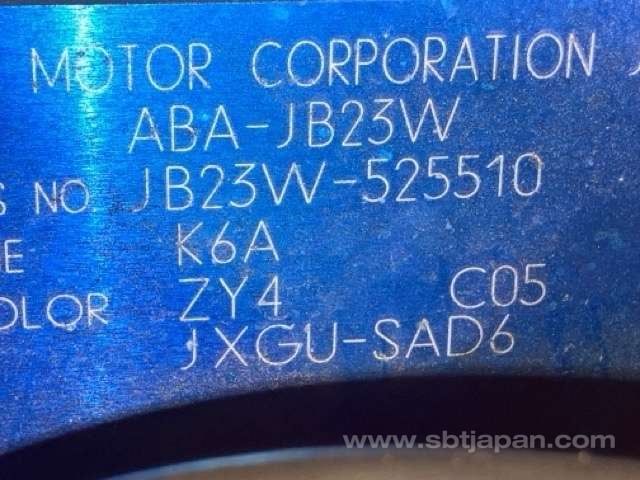 MOTOR CORPORATION
ABA-JB23W
S NO JB23W-525510
E K6A
OLOR ZY4 C05
JXGU-SAD6
www.sbtjapan.com